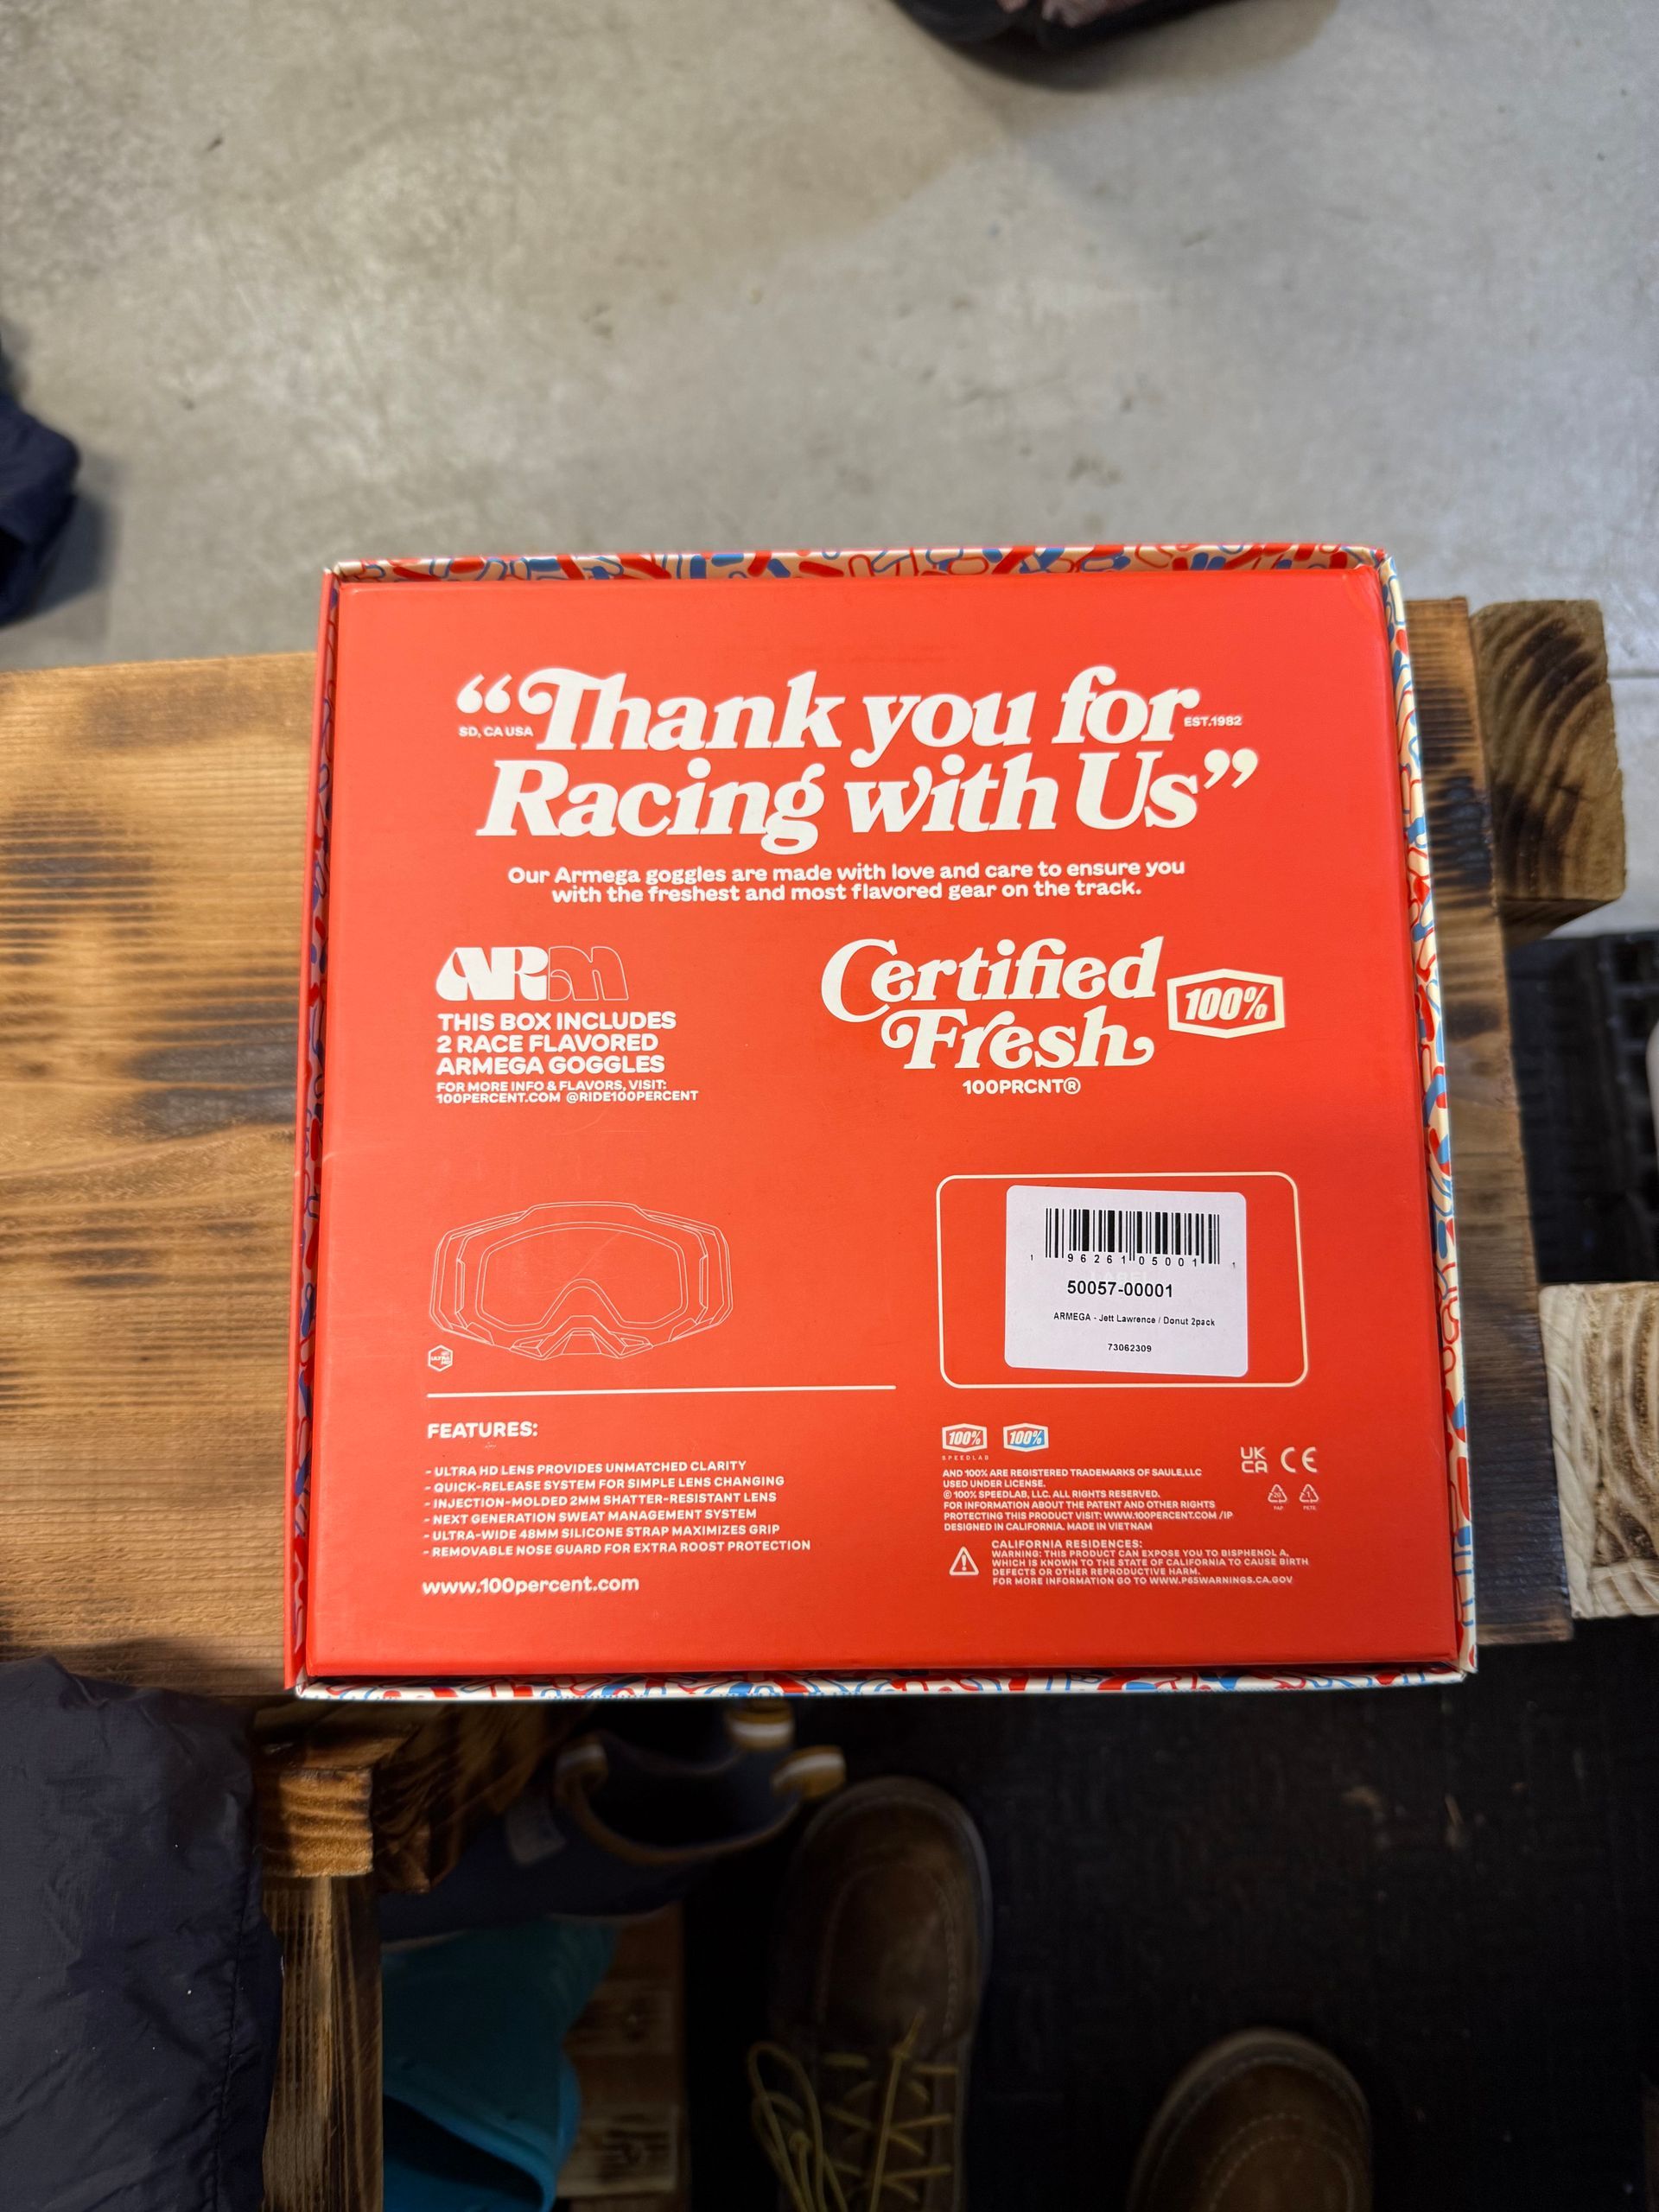 “Thank you for
SD, CA USA
EST.1982
Racing with Us”
Our Armega goggles are made with love and care to ensure you
with the freshest and most flavored gear on the track.
ARM
THIS BOX INCLUDES
2 RACE FLAVORED
ARMEGA GOGGLES
FOR MORE INFO & FLAVORS, VISIT:
100PERCENT.COM @RIDE100PERCENT
Certified
Fresh
100%
100PRCNT®
1 96261 05001 1
50057-00001
ARMEGA - Jett Lawrence / Donut 2pack
73062309
FEATURES:
- ULTRA HD LENS PROVIDES UNMATCHED CLARITY
- QUICK-RELEASE SYSTEM FOR SIMPLE LENS CHANGING
- INJECTION-MOLDED 2MM SHATTER-RESISTANT LENS
- NEXT GENERATION SWEAT MANAGEMENT SYSTEM
- ULTRA-WIDE 48MM SILICONE STRAP MAXIMIZES GRIP
- REMOVABLE NOSE GUARD FOR EXTRA ROOST PROTECTION
www.100percent.com
100% 100%
SPEEDLAB
AND 100% ARE REGISTERED TRADEMARKS OF SAULE,LLC
USED UNDER LICENSE.
© 100% SPEEDLAB, LLC. ALL RIGHTS RESERVED.
FOR INFORMATION ABOUT THE PATENT AND OTHER RIGHTS
PROTECTING THIS PRODUCT VISIT: WWW.100PERCENT.COM /IP
DESIGNED IN CALIFORNIA. MADE IN VIETNAM
UK
CA CE
CALIFORNIA RESIDENCES:
WARNING: THIS PRODUCT CAN EXPOSE YOU TO BISPHENOL A,
WHICH IS KNOWN TO THE STATE OF CALIFORNIA TO CAUSE BIRTH
DEFECTS OR OTHER REPRODUCTIVE HARM.
FOR MORE INFORMATION GO TO WWW.P65WARNINGS.CA.GOV